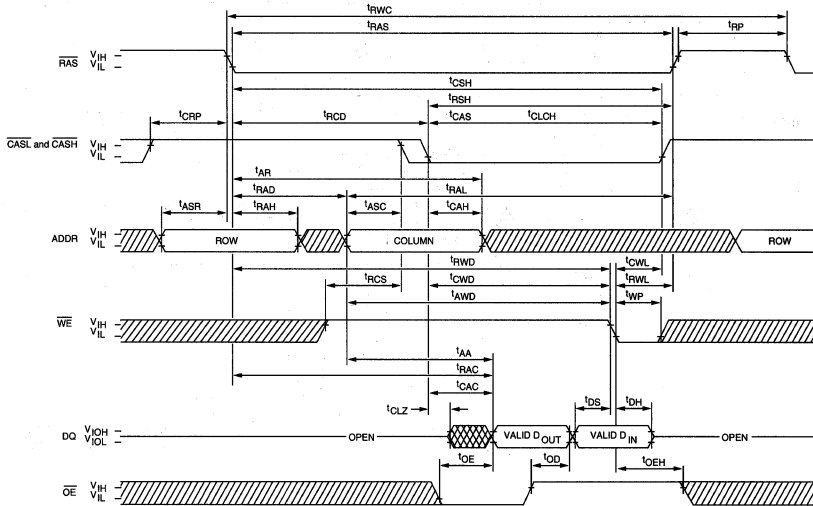 tRWC
tRAS tRP
RAS VIH
VIL
tCSH
tRSH
tCRP tRCD tCAS tCLCH
CASL and CASH VIH
VIL
tAR
tRAD tRAL
tASR tRAH tASC tCAH
ADDR VIH
VIL
ROW COLUMN ROW
tRWD tCWL
tRCS tCWD tRWL
tAWD tWP
WE VIH
VIL
tAA
tRAC
tCAC
tCLZ tDS tDH
DQ VIOH
VIOL
OPEN VALID DOUT VALID DIN OPEN
tOE tOD tOEH
OE VIH
VIL